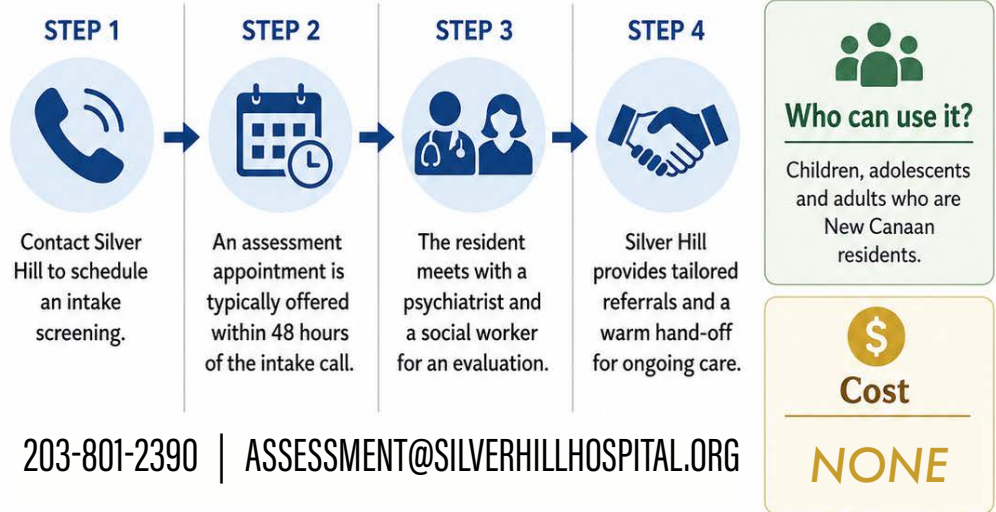 STEP 1
Contact Silver
Hill to schedule
an intake
screening.
STEP 2
An assessment
appointment is
typically offered
within 48 hours
of the intake call.
STEP 3
The resident
meets with a
psychiatrist and
a social worker
for an evaluation.
STEP 4
Silver Hill
provides tailored
referrals and a
warm hand-off
for ongoing care.
Who can use it?
Children, adolescents
and adults who are
New Canaan
residents.
$
Cost
NONE
203-801-2390 | ASSESSMENT@SILVERHILLHOSPITAL.ORG